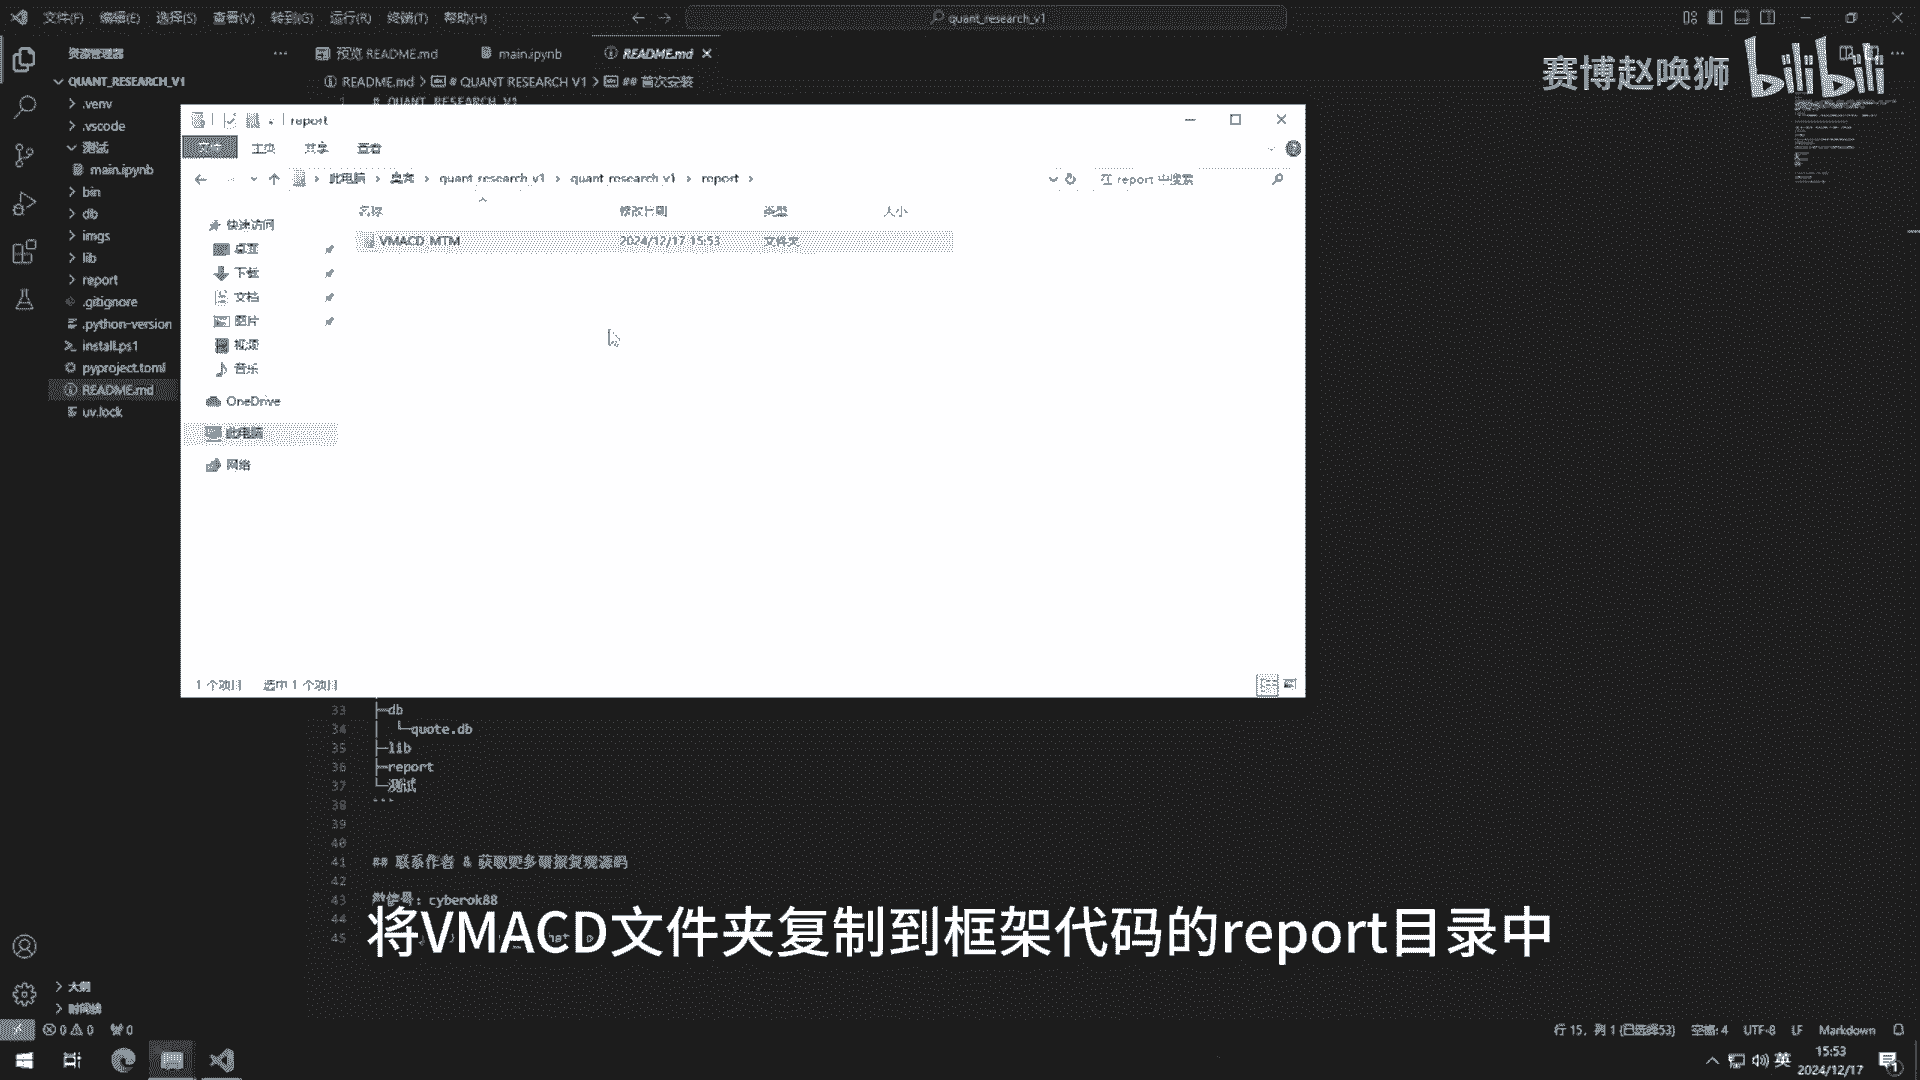 文件(F) 编辑(E) 选择(S) 查看(V) 转到(G) 运行(R) 终端(T) 帮助(H)
quant_research_v1
资源管理器
预览 README.md
main.ipynb
README.md
赛博赵唤狮 bilibili
QUANT_RESEARCH_V1
README.md > # QUANT RESEARCH V1 > ## 首次安装
1 # QUANT RESEARCH V1
.venv
.vscode
测试
main.ipynb
bin
db
imgs
lib
report
.gitignore
.python-version
install.ps1
pyproject.toml
README.md
uv.lock
report
文件 主页 共享 查看
此电脑 > 桌面 > quant_research_v1 > quant_research_v1 > report >
在 report 中搜索
名称 修改日期 类型 大小
VMACD_MTM 2024/12/17 15:53 文件夹
快速访问
桌面
下载
文档
图片
视频
音乐
OneDrive
此电脑
网络
1 个项目 选中 1 个项目
33 ├─db
34 │ └─quote.db
35 ├─lib
36 ├─report
37 └─测试
38 ```
39
40
41 ## 联系作者 & 获取更多研报复现源码
42
43 微信号: cyberok88
44
45
将VMACD文件夹复制到框架代码的report目录中
大纲
时间线
0 0 0
行 15, 列 1 (已选择53) 空格: 4 UTF-8 LF Markdown
英
15:53
2024/12/17